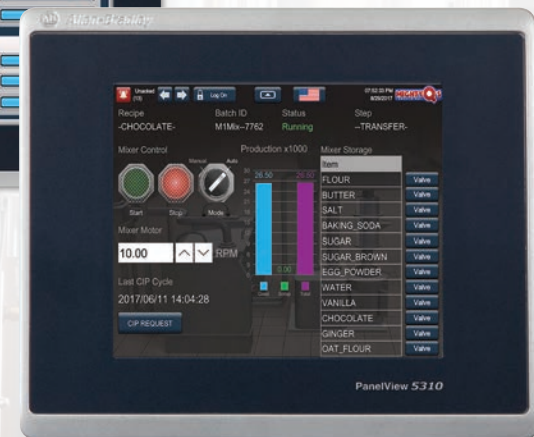 Allen-Bradley
Unacked
(15)
Log On
07:52:33 PM
8/25/2017
Recipe
Batch ID
Status
Step
-CHOCOLATE-
M1Mix--7762
Running
--TRANSFER-
Mixer Control
Production x1000
Mixer Storage
Manual
Auto
Item
26.50
26.50
FLOUR
Valve
BUTTER
Valve
SALT
Valve
Start
Stop
Mode
BAKING_SODA
Valve
Mixer Motor
SUGAR
Valve
10.00
RPM
SUGAR_BROWN
Valve
0.00
EGG_POWDER
Valve
Last CIP Cycle
WATER
Valve
2017/06/11 14:04:28
VANILLA
Valve
CHOCOLATE
Valve
CIP REQUEST
GINGER
Valve
OAT_FLOUR
Valve
PanelView 5310